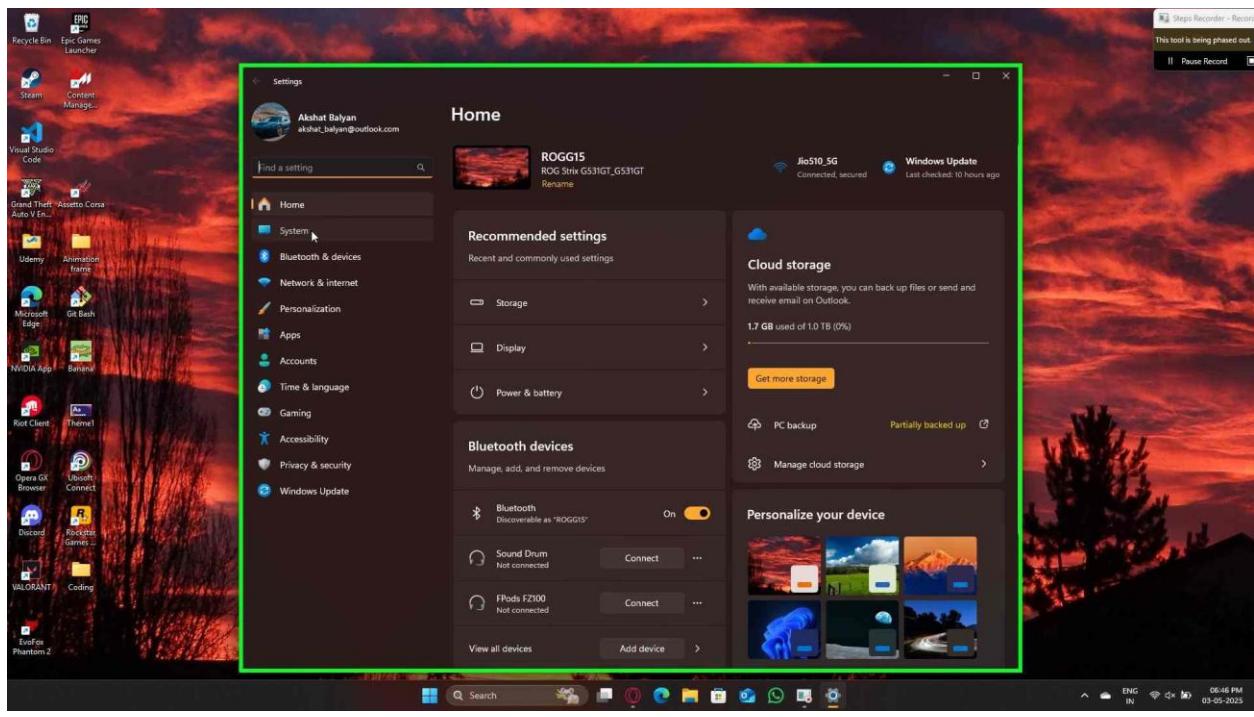 Recycle Bin
Epic Games
Launcher
Steam
Content
Manage...
Visual Studio
Code
Grand Theft
Auto V En...
Assetto Corsa
Udemy
Animation
frame
Microsoft
Edge
Git Bash
NVIDIA App
Banana
Riot Client
Theme1
Opera GX
Browser
Ubisoft
Connect
Discord
Rockstar
Games ...
VALORANT
Coding
EvoFox
Phantom 2
Settings
Akshat Balyan
akshat_balyan@outlook.com
Find a setting
Home
System
Bluetooth & devices
Network & internet
Personalization
Apps
Accounts
Time & language
Gaming
Accessibility
Privacy & security
Windows Update
Home
ROGG15
ROG Strix G531GT_G531GT
Rename
Jio510_5G
Connected, secured
Windows Update
Last checked: 10 hours ago
Recommended settings
Recent and commonly used settings
Storage
Display
Power & battery
Bluetooth devices
Manage, add, and remove devices
Bluetooth
Discoverable as "ROGG15"
On
Sound Drum
Not connected
Connect
FPods FZ100
Not connected
Connect
View all devices
Add device
Cloud storage
With available storage, you can back up files or send and
receive email on Outlook.
1.7 GB used of 1.0 TB (0%)
Get more storage
PC backup
Partially backed up
Manage cloud storage
Personalize your device
Steps Recorder - Recor
This tool is being phased out.
Pause Record
Search
ENG
IN
06:46 PM
03-05-2025